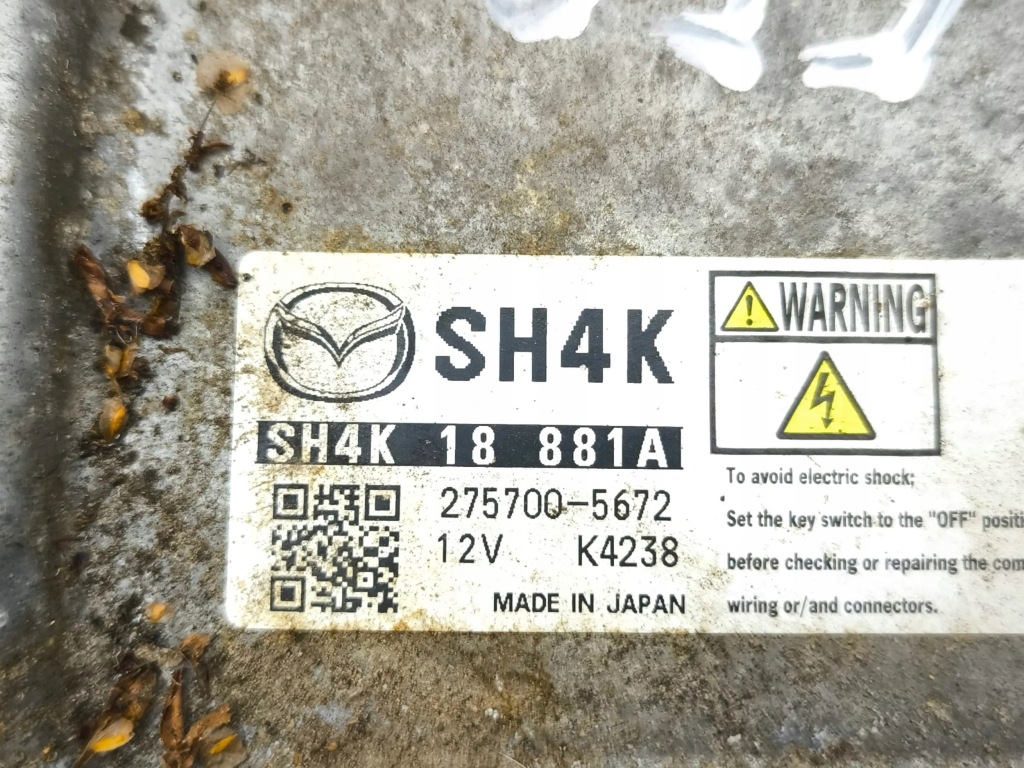 SH4K
SH4K 18 881A
275700-5672
12V K4238
MADE IN JAPAN
WARNING
To avoid electric shock;
Set the key switch to the "OFF"
before checking or repairing the
wiring or/and connectors.